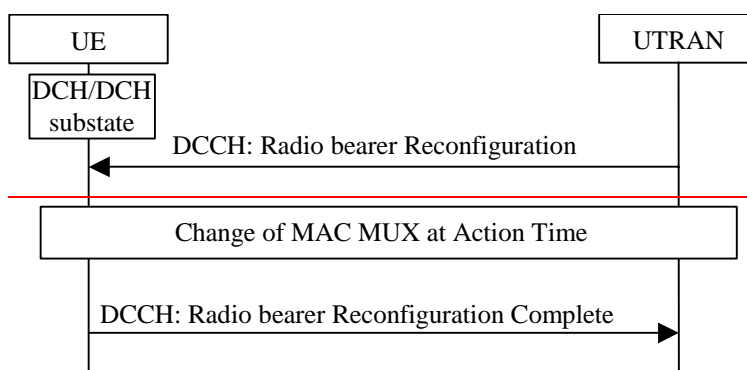 UE
UTRAN
DCH/DCH
substate
DCCH: Radio bearer Reconfiguration
Change of MAC MUX at Action Time
DCCH: Radio bearer Reconfiguration Complete